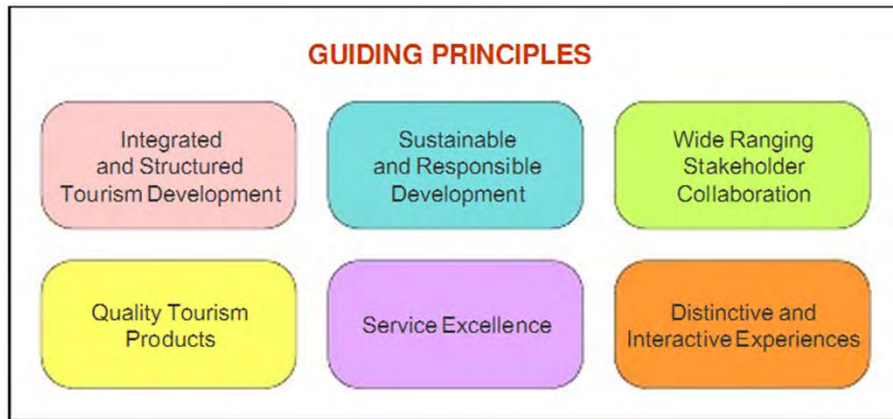 GUIDING PRINCIPLES
Integrated
and Structured
Tourism Development
Sustainable
and Responsible
Development
Wide Ranging
Stakeholder
Collaboration
Quality Tourism
Products
Service Excellence
Distinctive and
Interactive Experiences